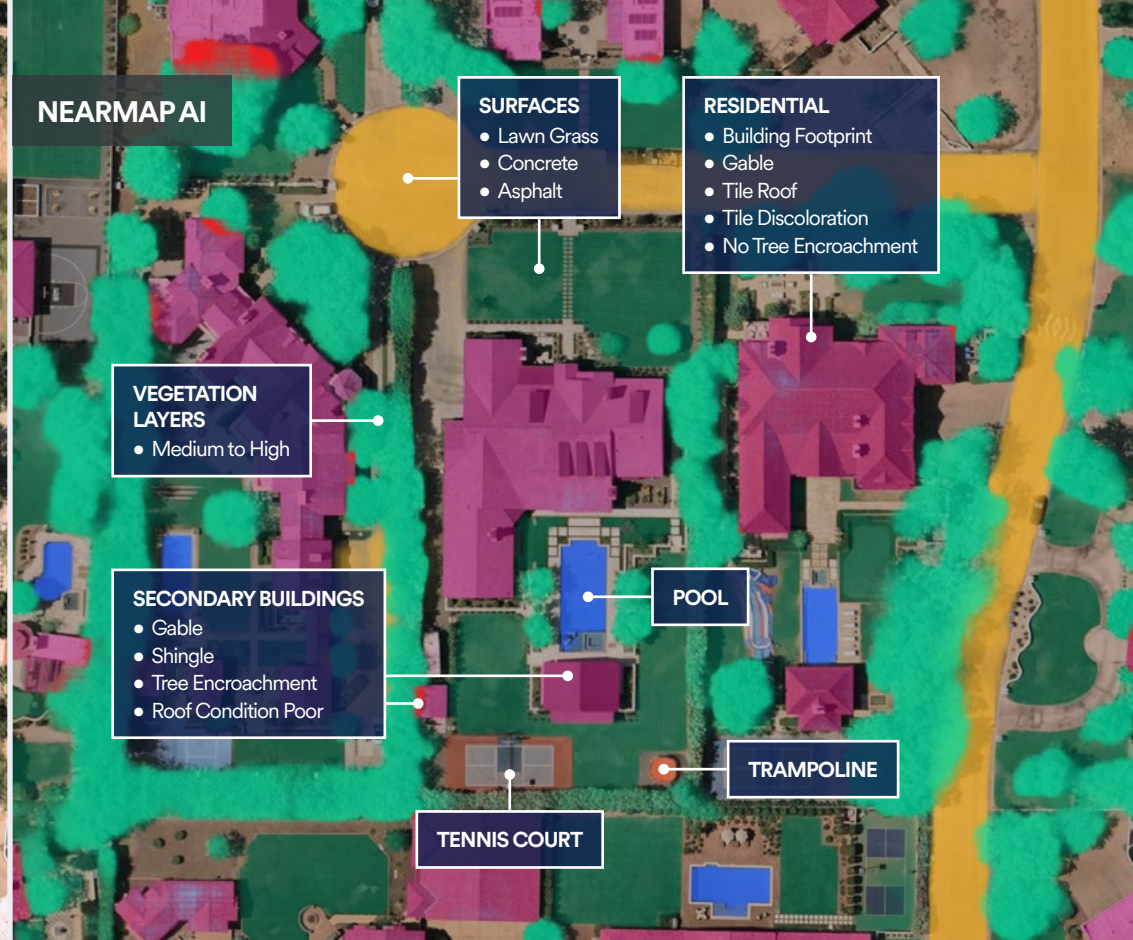 NEARMAP AI
SURFACES
• Lawn Grass
• Concrete
• Asphalt
RESIDENTIAL
• Building Footprint
• Gable
• Tile Roof
• Tile Discoloration
• No Tree Encroachment
VEGETATION
LAYERS
• Medium to High
SECONDARY BUILDINGS
• Gable
• Shingle
• Tree Encroachment
• Roof Condition Poor
POOL
TRAMPOLINE
TENNIS COURT